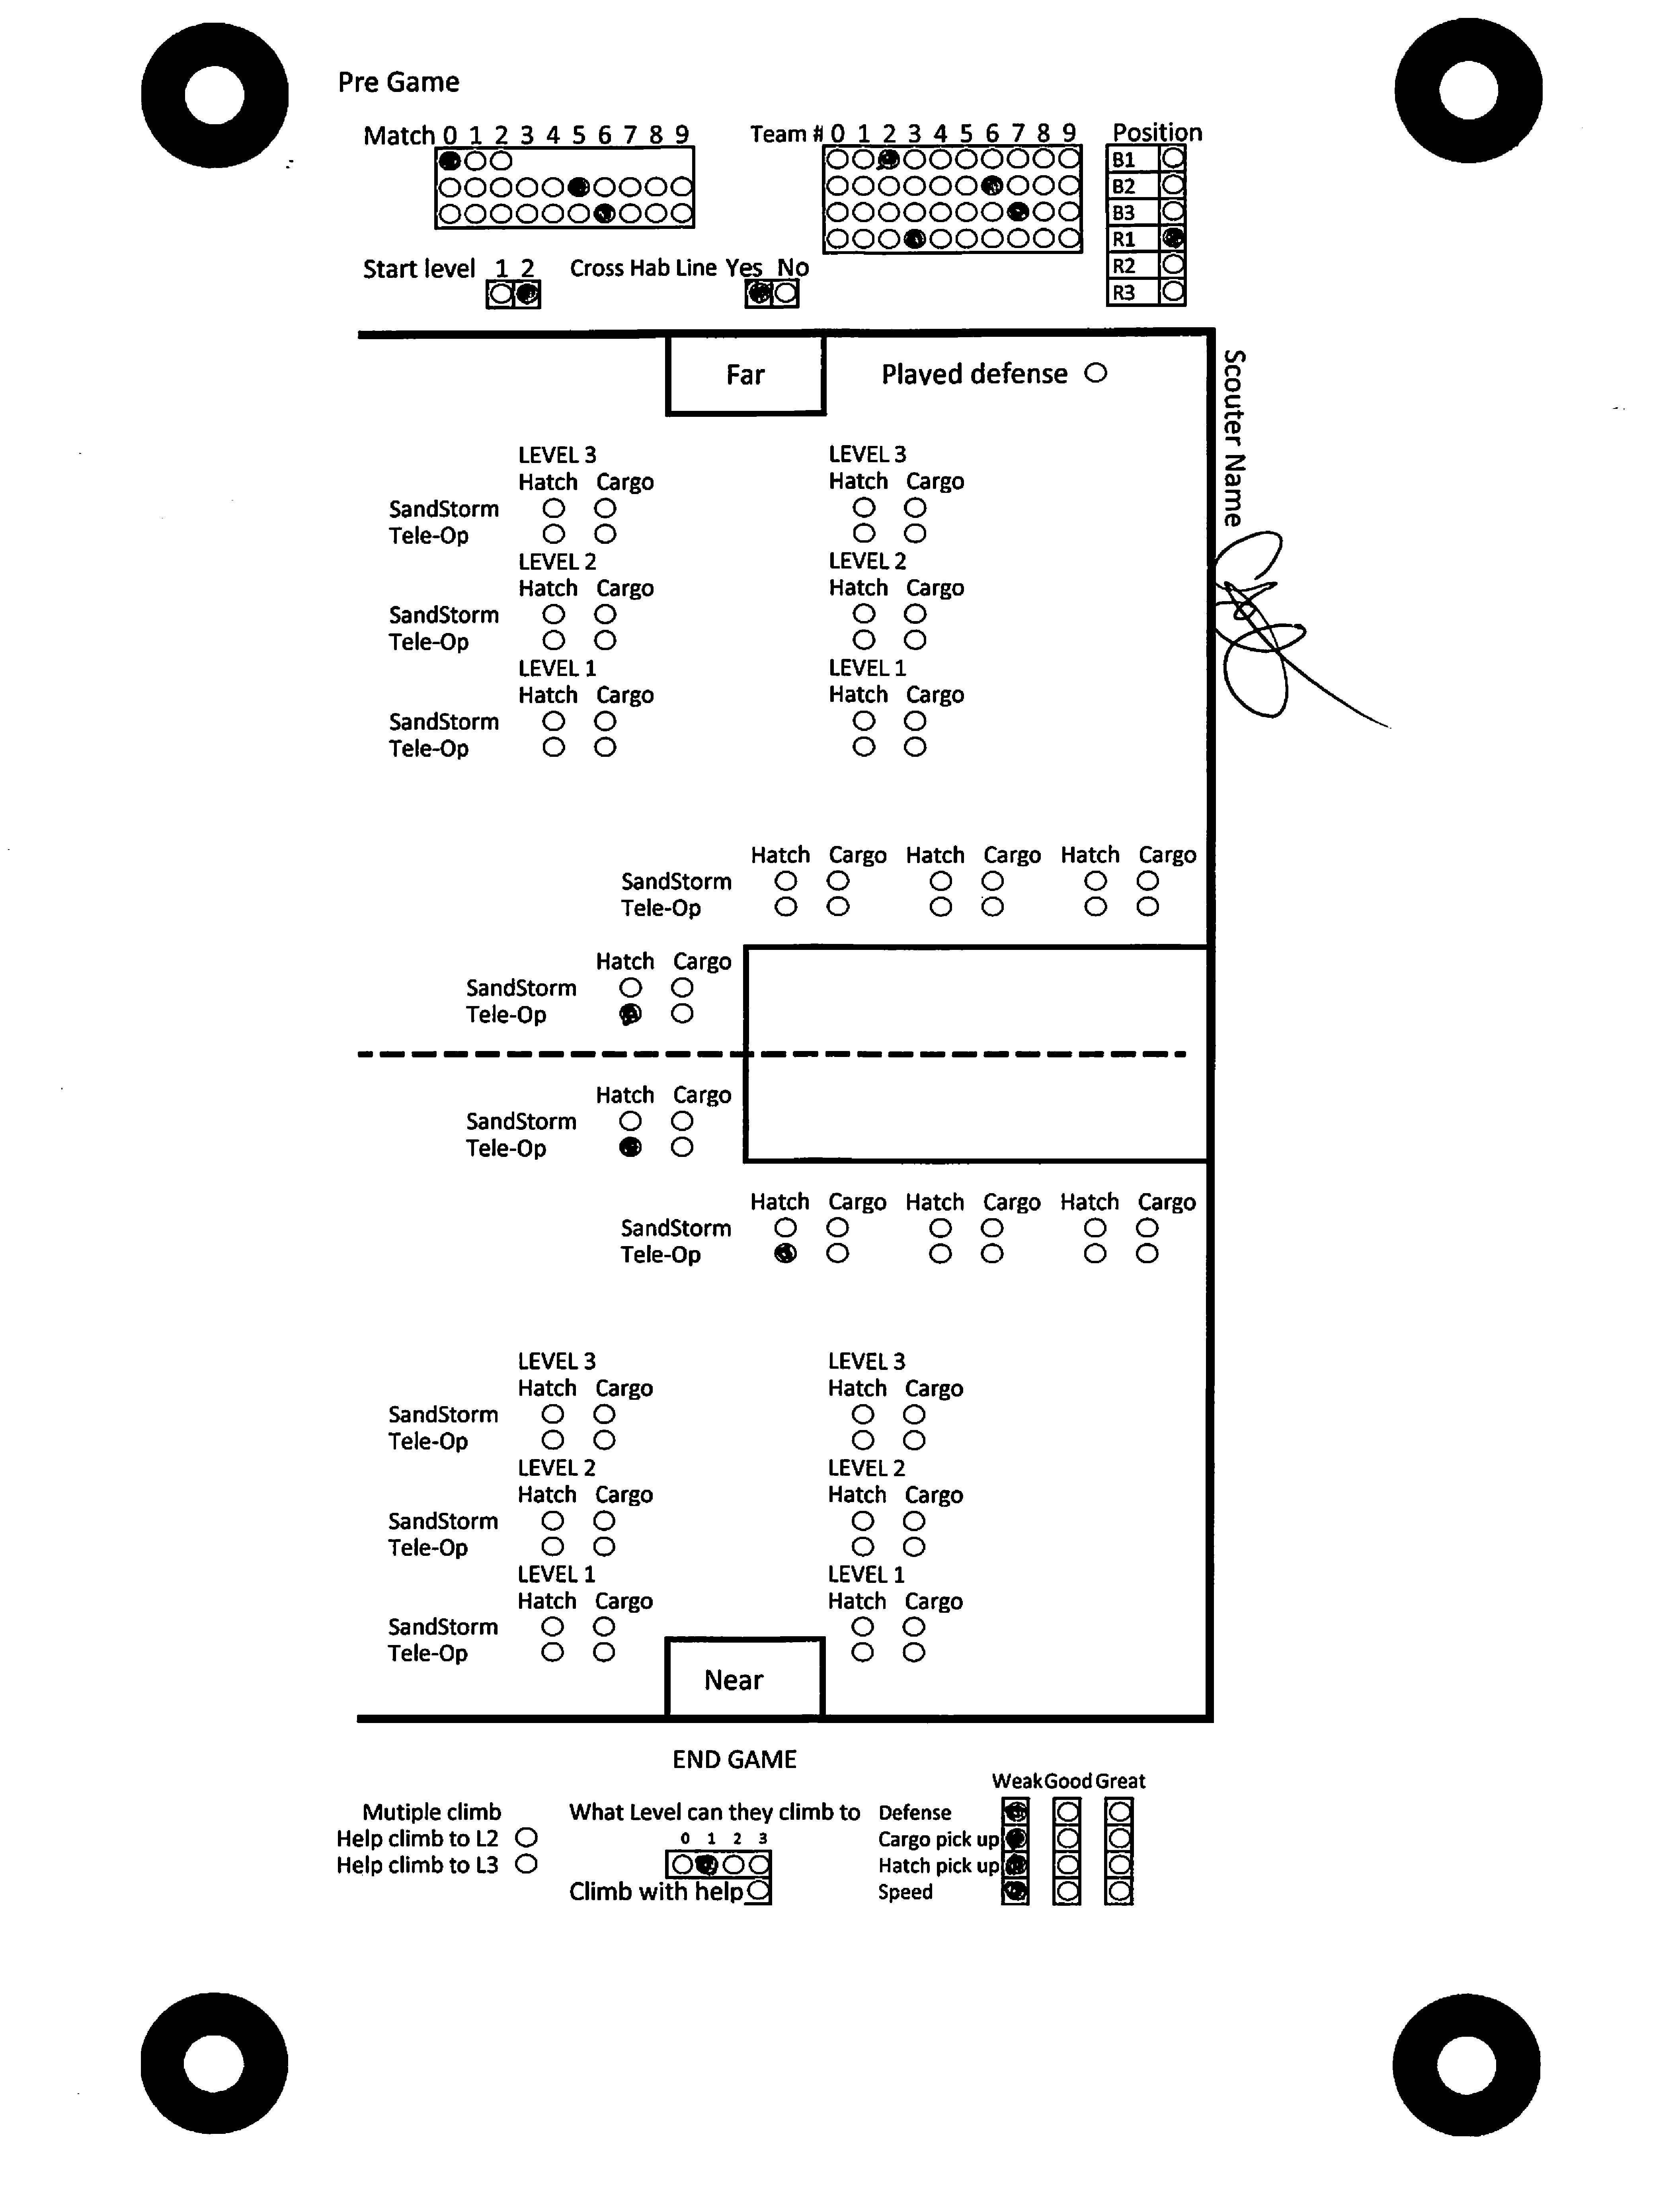 Pre Game
Match 0 1 2 3 4 5 6 7 8 9
Team # 0 1 2 3 4 5 6 7 8 9
Position
B1
B2
B3
R1
R2
R3
Start level 1 2
Cross Hab Line Yes No
Far
Played defense
Scouter Name
LEVEL 3 LEVEL 3
Hatch Cargo Hatch Cargo
SandStorm
Tele-Op
LEVEL 2 LEVEL 2
Hatch Cargo Hatch Cargo
SandStorm
Tele-Op
LEVEL 1 LEVEL 1
Hatch Cargo Hatch Cargo
SandStorm
Tele-Op
Hatch Cargo Hatch Cargo Hatch Cargo
SandStorm
Tele-Op
Hatch Cargo
SandStorm
Tele-Op
Hatch Cargo
SandStorm
Tele-Op
Hatch Cargo Hatch Cargo Hatch Cargo
SandStorm
Tele-Op
LEVEL 3 LEVEL 3
Hatch Cargo Hatch Cargo
SandStorm
Tele-Op
LEVEL 2 LEVEL 2
Hatch Cargo Hatch Cargo
SandStorm
Tele-Op
LEVEL 1 LEVEL 1
Hatch Cargo Hatch Cargo
SandStorm
Tele-Op
Near
END GAME
Mutiple climb
Help climb to L2
Help climb to L3
What Level can they climb to
0 1 2 3
Climb with help
Weak Good Great
Defense
Cargo pick up
Hatch pick up
Speed